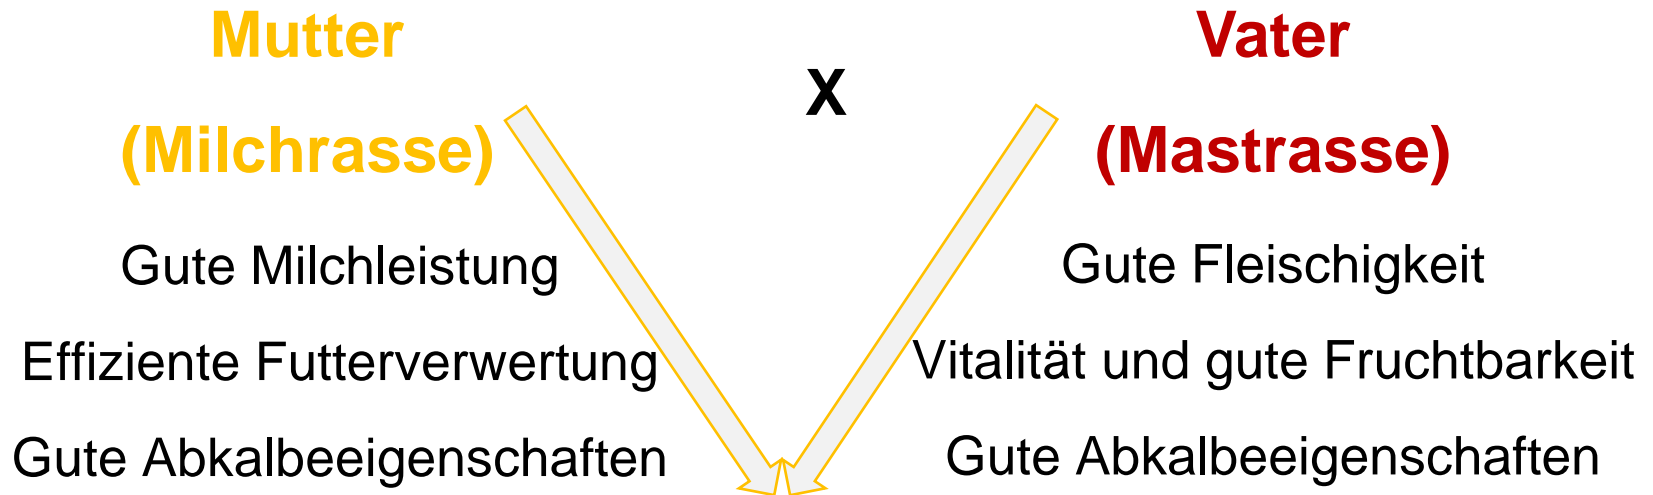 Mutter
(Milchrasse)
Gute Milchleistung
Effiziente Futterverwertung
Gute Abkalbeeigenschaften
X
Vater
(Mastrasse)
Gute Fleischigkeit
Vitalität und gute Fruchtbarkeit
Gute Abkalbeeigenschaften